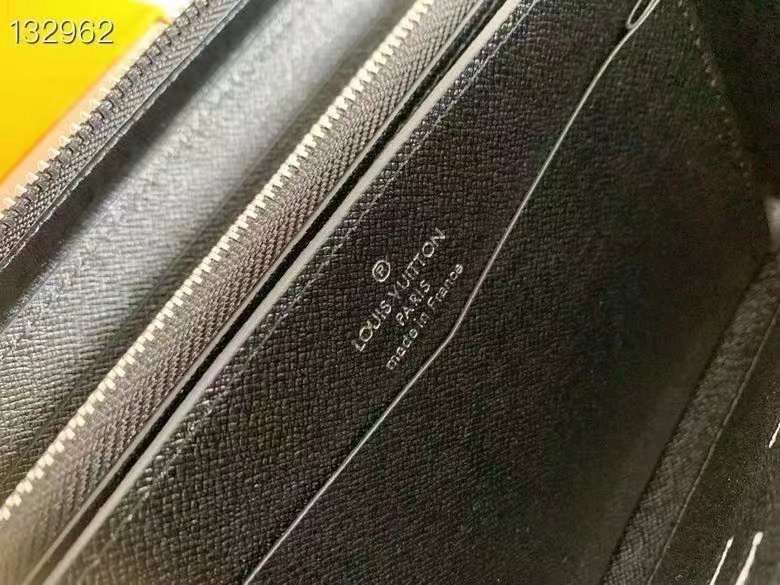 132962
®
LOUIS VUITTON
PARIS
made in France